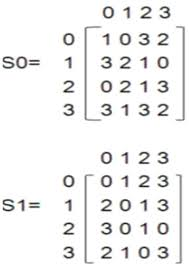 0 1 2 3
0 1 0 3 2
S0= 1 3 2 1 0
2 0 2 1 3
3 3 1 3 2
0 1 2 3
0 0 1 2 3
S1= 1 2 0 1 3
2 3 0 1 0
3 2 1 0 3